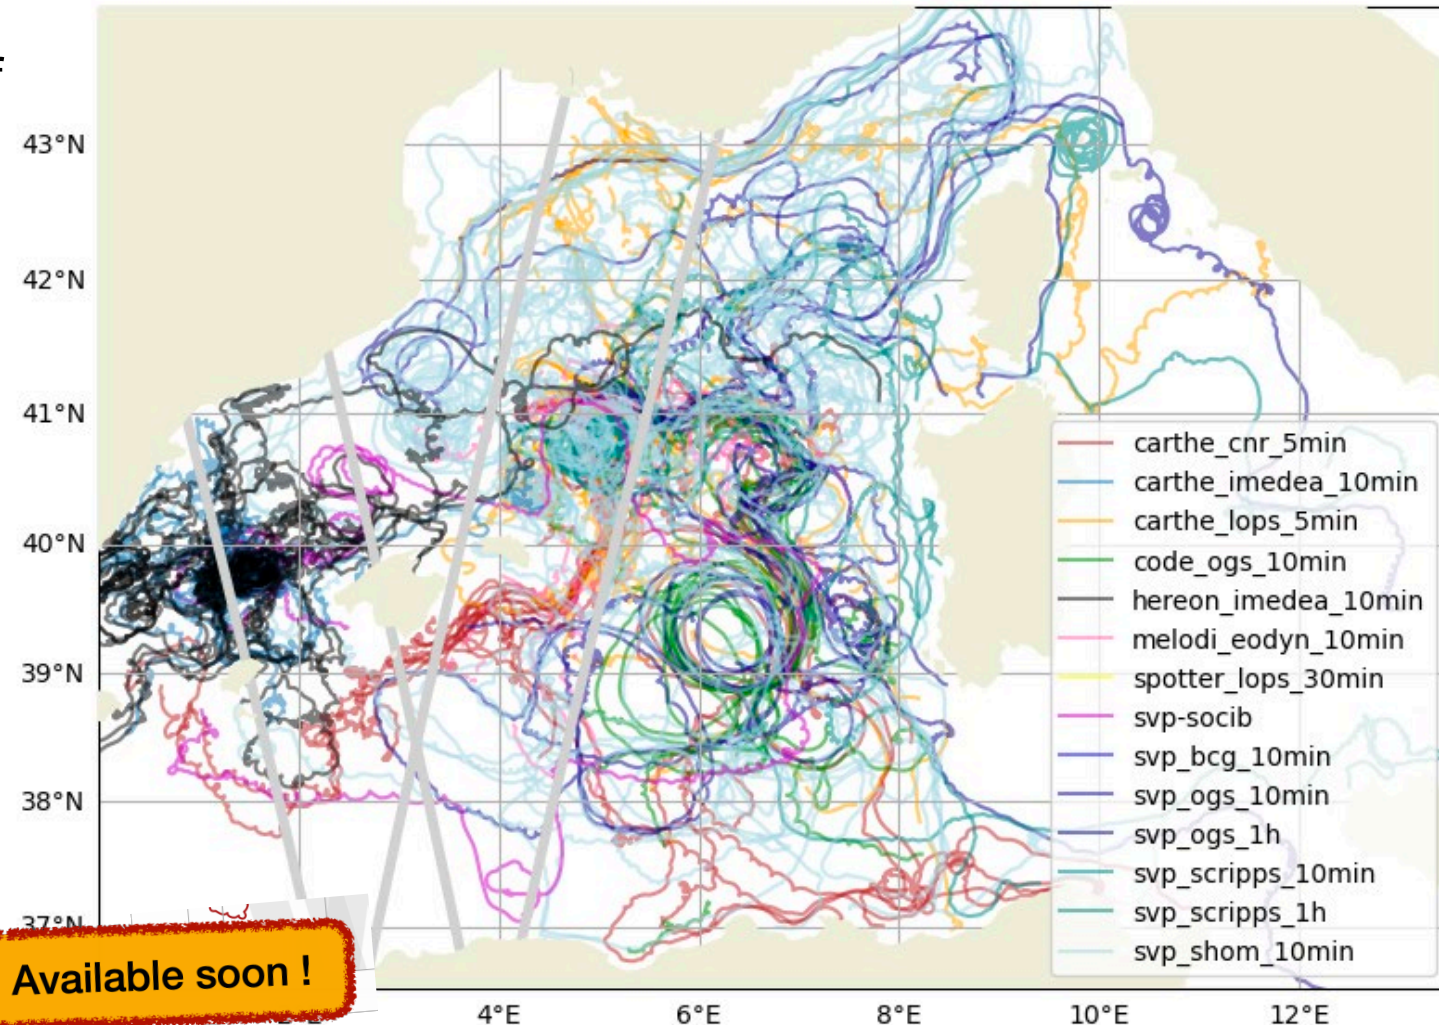 43°N
42°N
41°N
40°N
39°N
38°N
37°N
carthe_cnr_5min
carthe_imedea_10min
carthe_lops_5min
code_ogs_10min
hereon_imedea_10min
melodi_eodyn_10min
spotter_lops_30min
svp-socib
svp_bcg_10min
svp_ogs_10min
svp_ogs_1h
svp_scripps_10min
svp_scripps_1h
svp_shom_10min
Available soon !
4°E 6°E 8°E 10°E 12°E